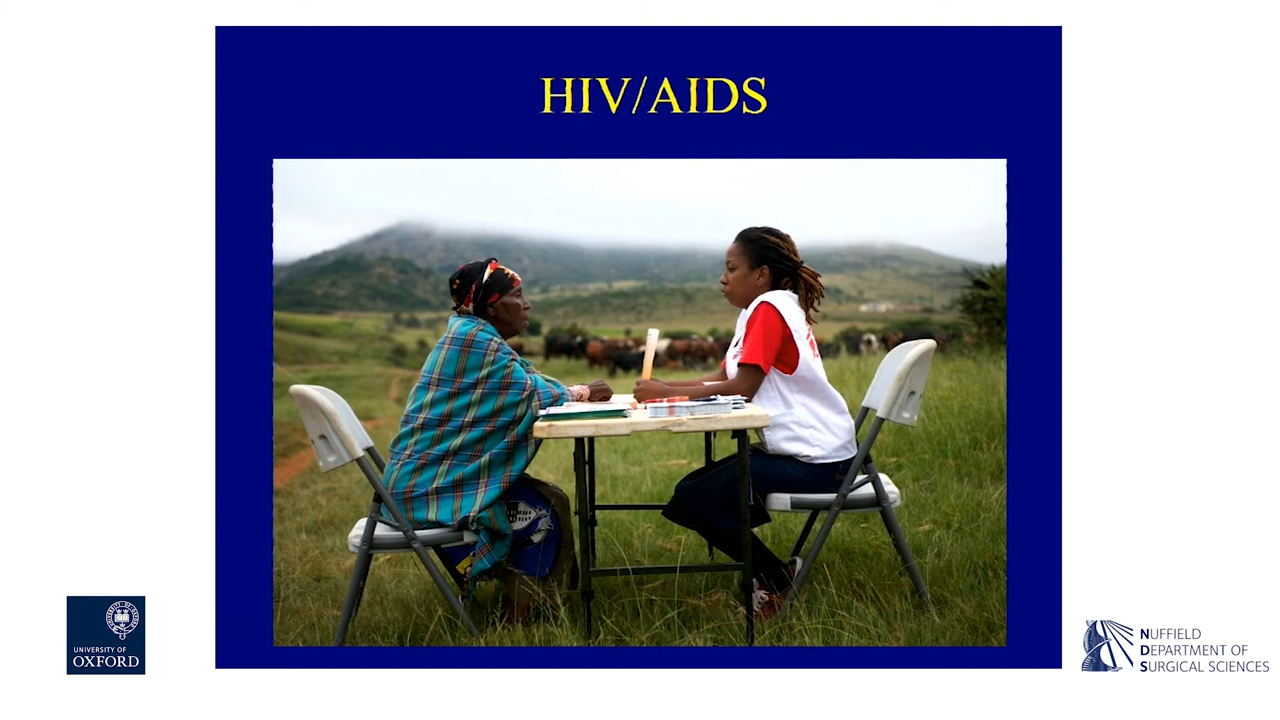 HIV/AIDS
UNIVERSITY OF
OXFORD
NUFFIELD
DEPARTMENT OF
SURGICAL SCIENCES